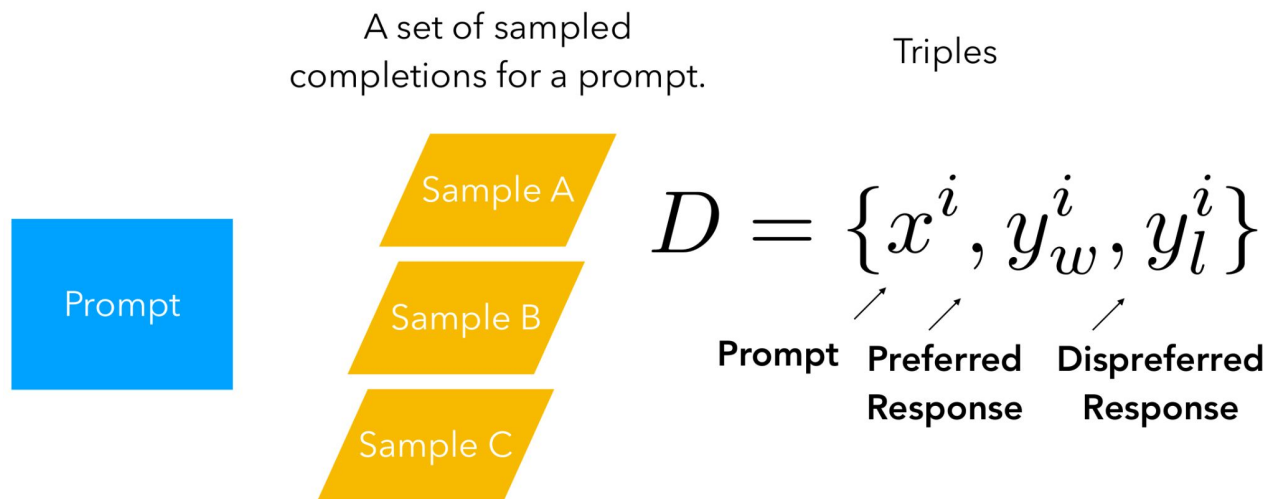 A set of sampled
completions for a prompt.
Triples
Prompt
Sample A
Sample B
Sample C
D = {x^i, y_w^i, y_l^i}
Prompt
Preferred
Response
Dispreferred
Response